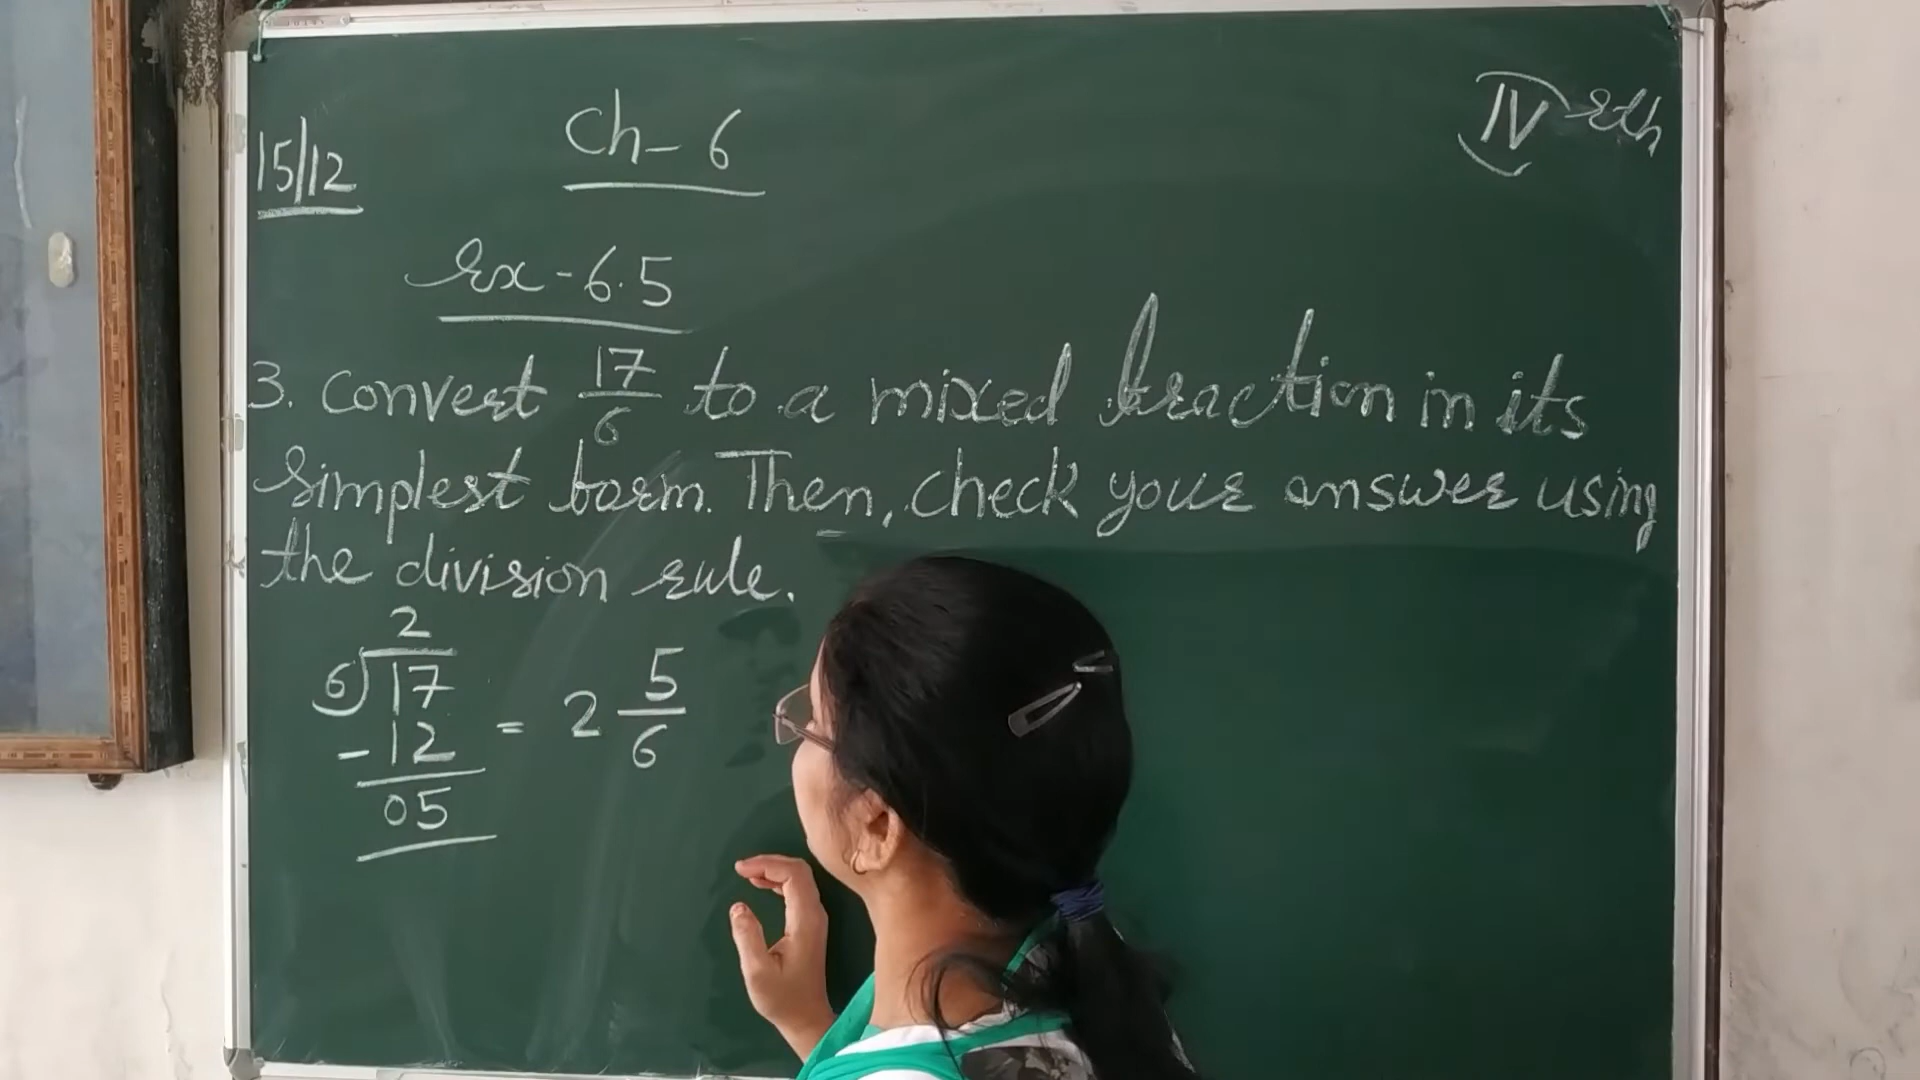 15/12
Ch- 6
IV rth
Ex-6.5
3. Convert 17/6 to a mixed fraction in its
simplest form. Then, check your answer using
the division rule.
2
6)17
-12
05
= 2 5/6